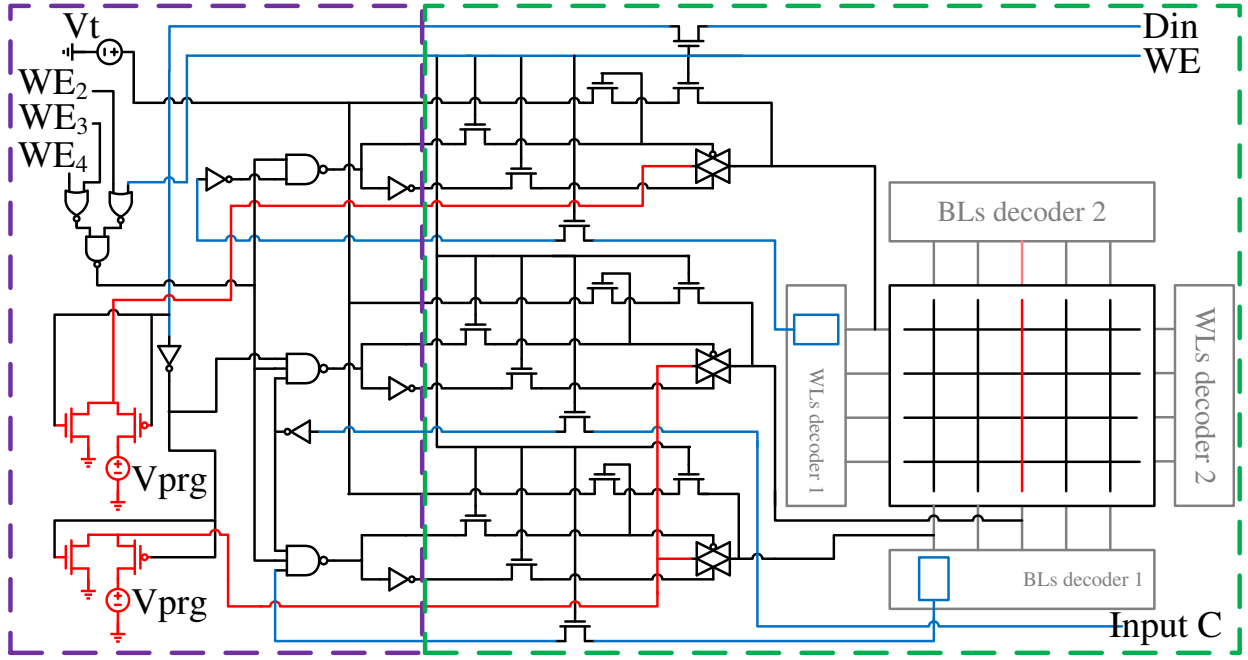 Vt
Din
WE
WE2
WE3
WE4
BLs decoder 2
WLs decoder 1
WLs decoder 2
Vprg
Vprg
BLs decoder 1
Input C